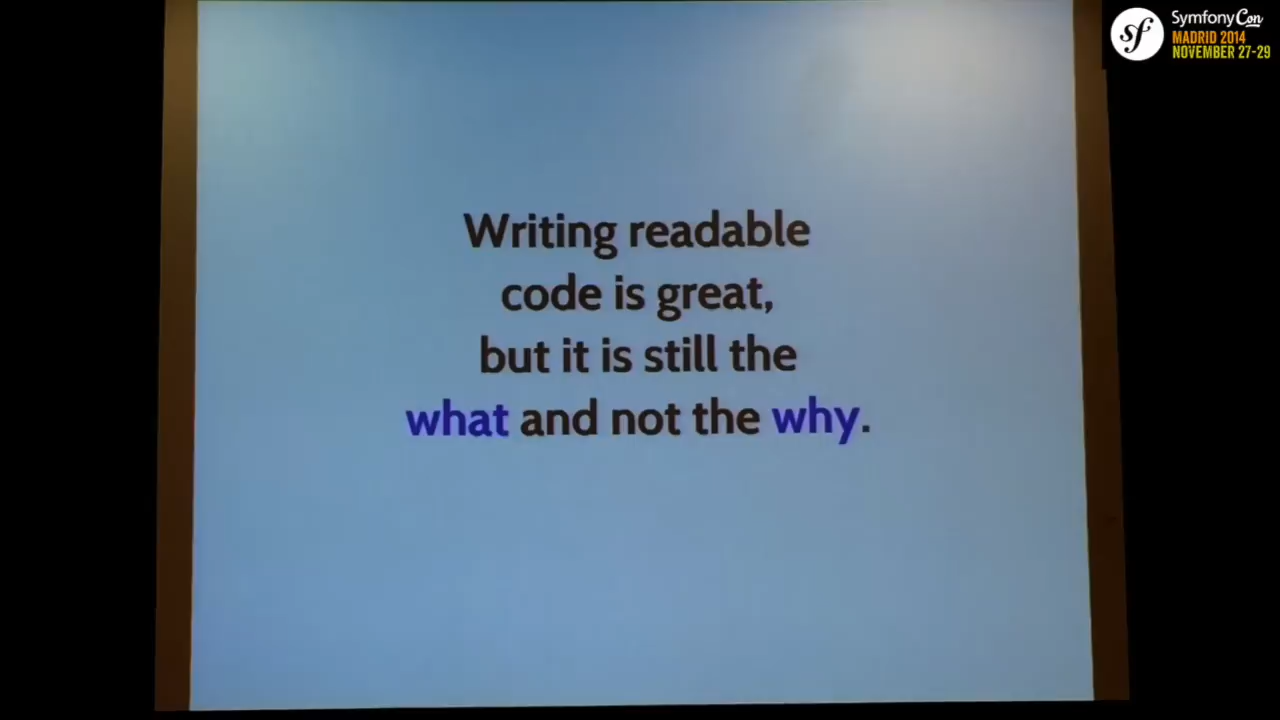 SymfonyCon
MADRID 2014
NOVEMBER 27-29
sf
Writing readable
code is great,
but it is still the
what and not the why.